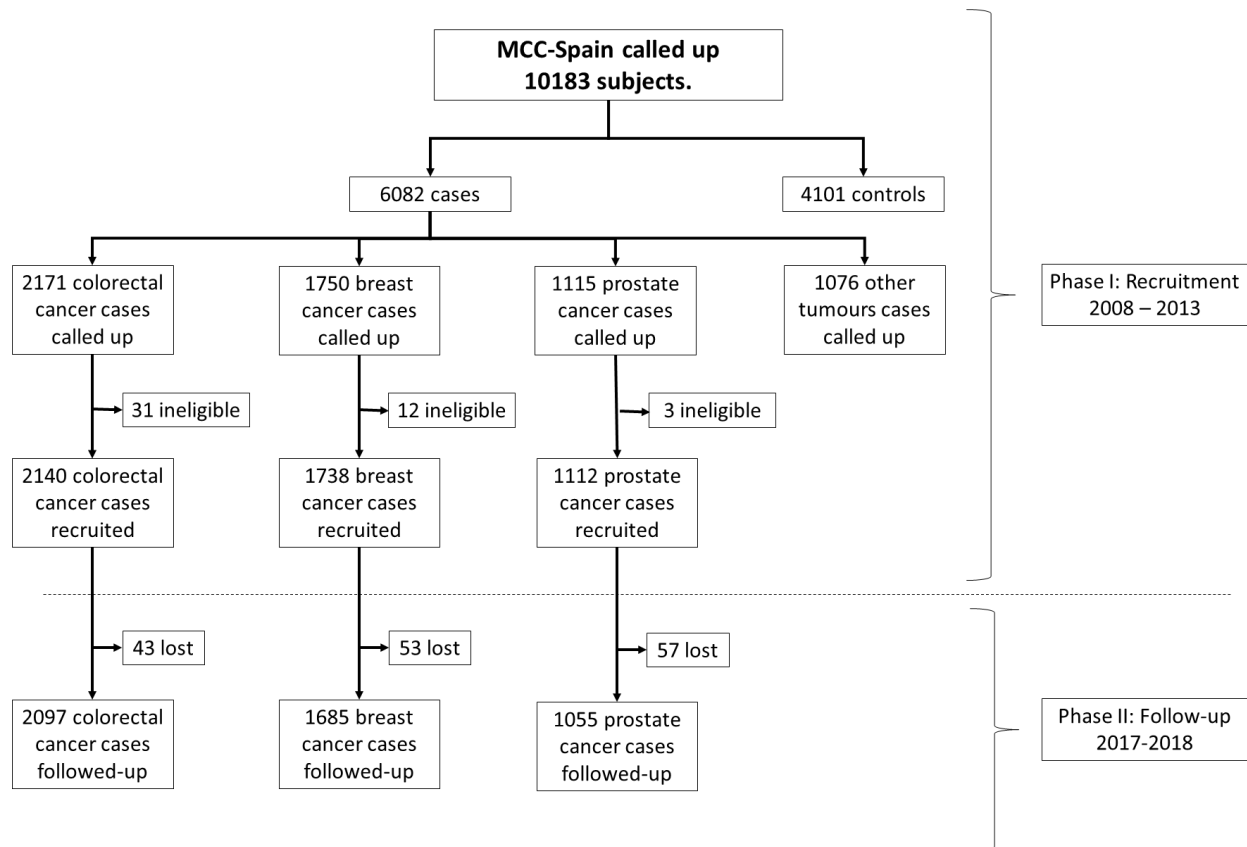 MCC-Spain called up
10183 subjects.
6082 cases
4101 controls
2171 colorectal
cancer cases
called up
1750 breast
cancer cases
called up
1115 prostate
cancer cases
called up
1076 other
tumours cases
called up
Phase I: Recruitment
2008 – 2013
31 ineligible
12 ineligible
3 ineligible
2140 colorectal
cancer cases
recruited
1738 breast
cancer cases
recruited
1112 prostate
cancer cases
recruited
43 lost
53 lost
57 lost
2097 colorectal
cancer cases
followed-up
1685 breast
cancer cases
followed-up
1055 prostate
cancer cases
followed-up
Phase II: Follow-up
2017-2018